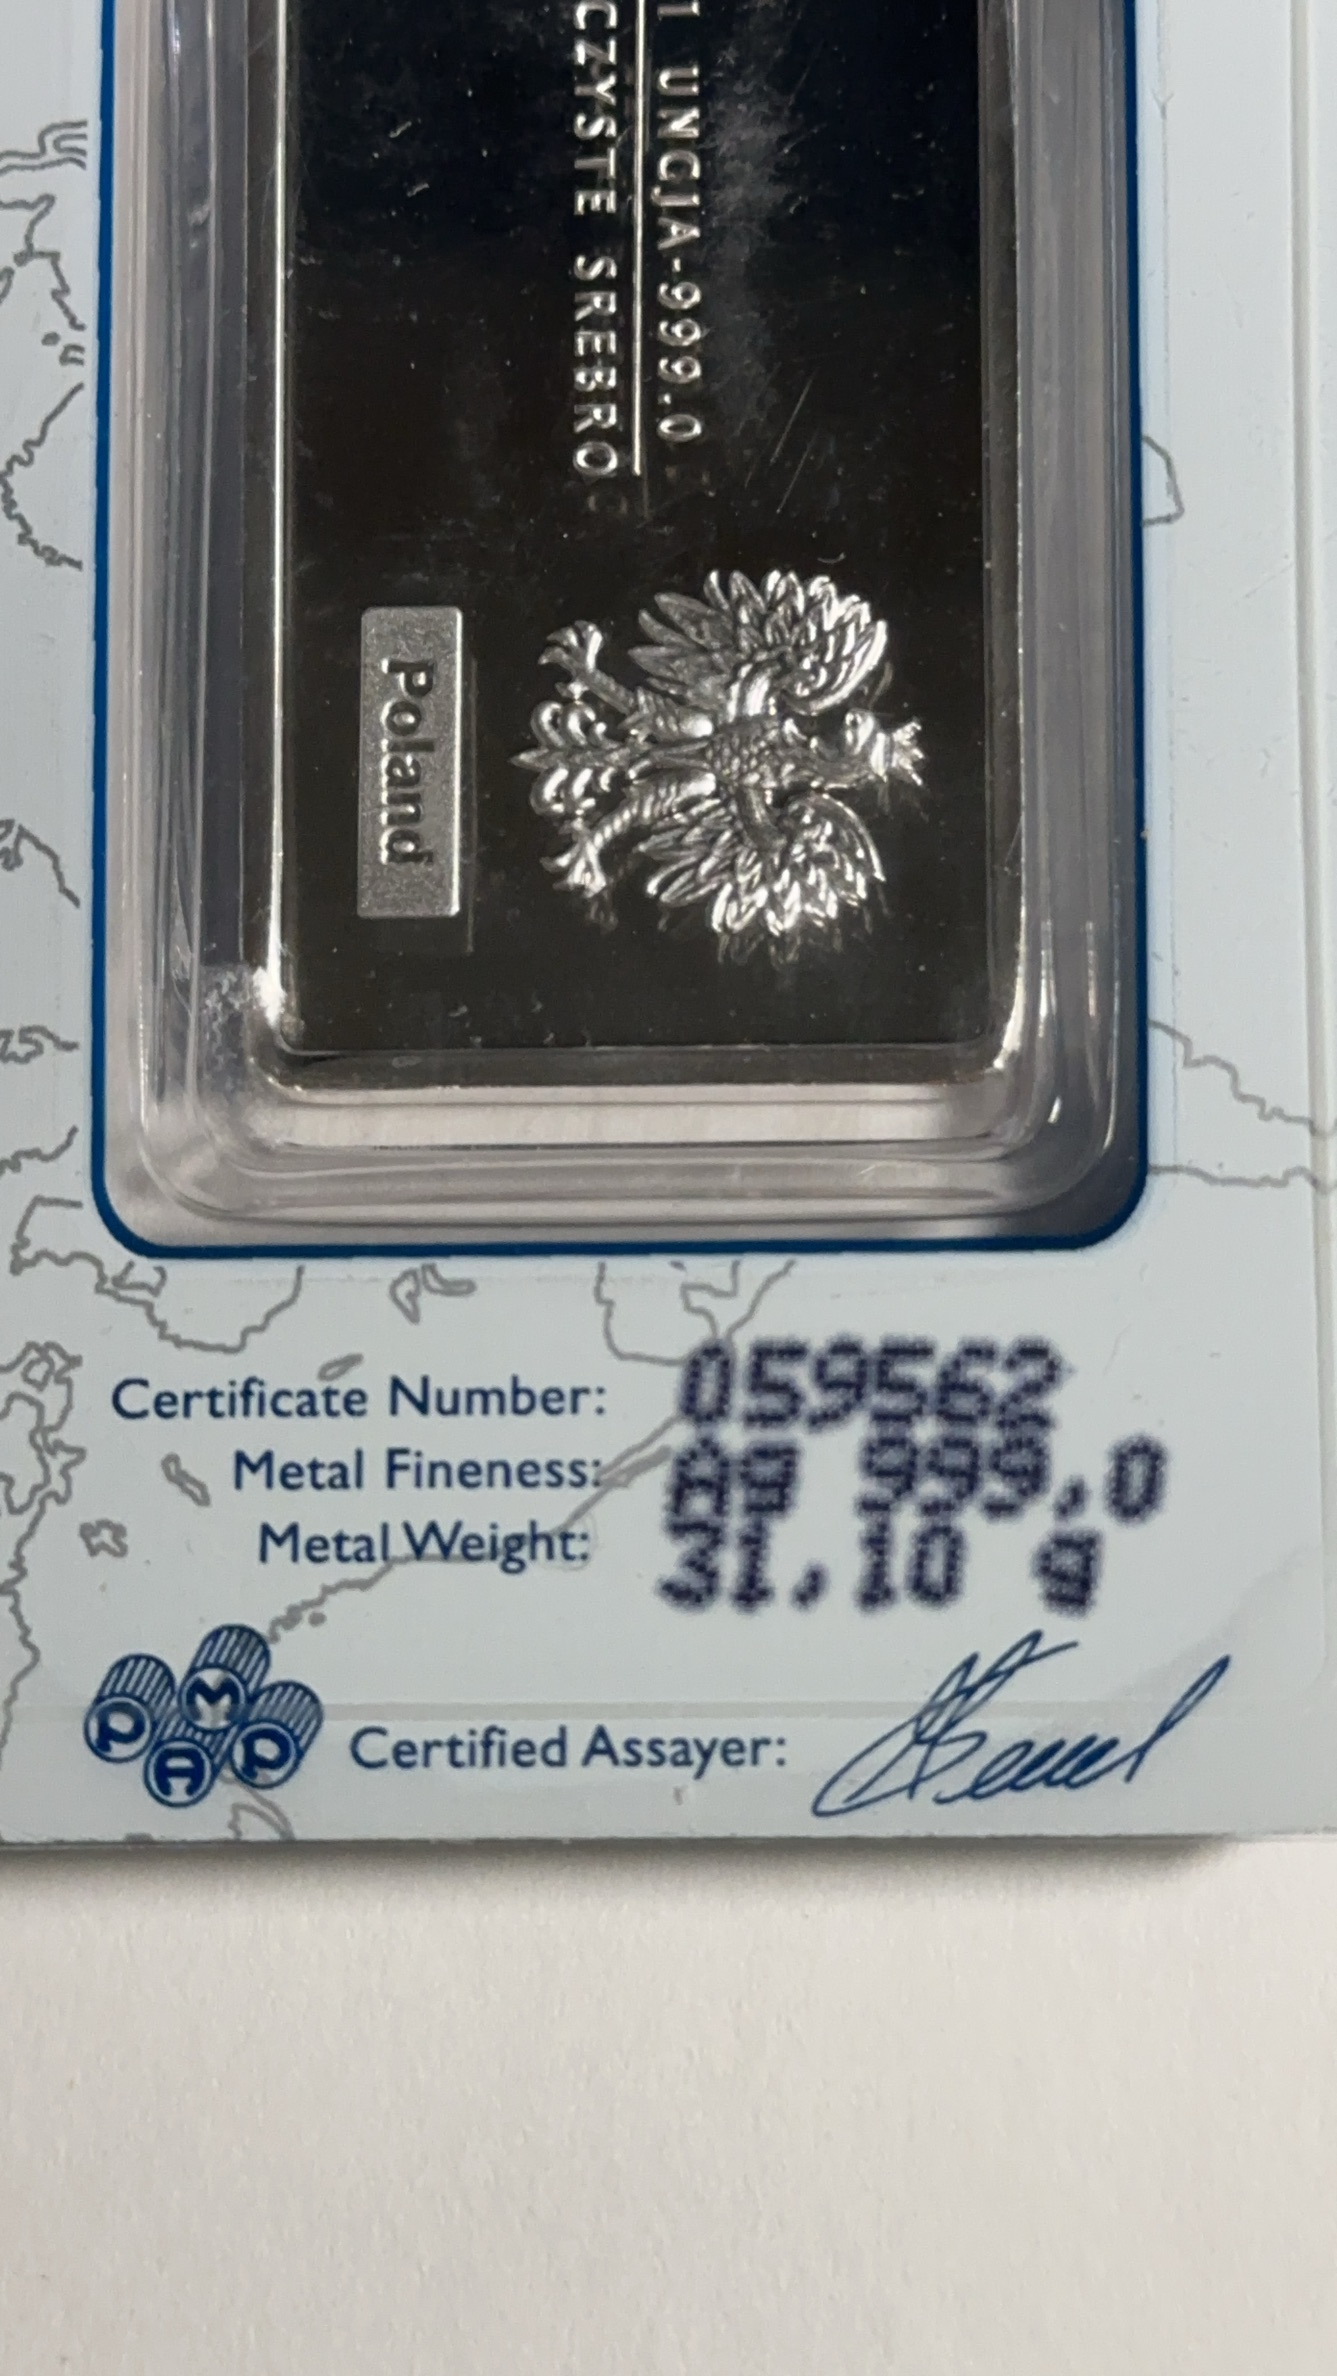 1 UNCJA-999.0
CZYSTE SREBRO
Poland
Certificate Number: 059562
Metal Fineness: Ag 999,0
Metal Weight: 31,10 g
PAMP
Certified Assayer: